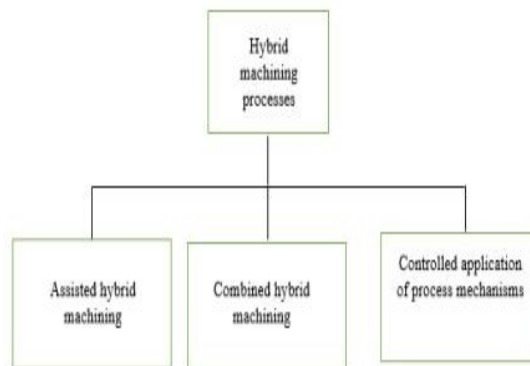 Hybrid
machining
processes
Assisted hybrid
machining
Combined hybrid
machining
Controlled application
of process mechanisms